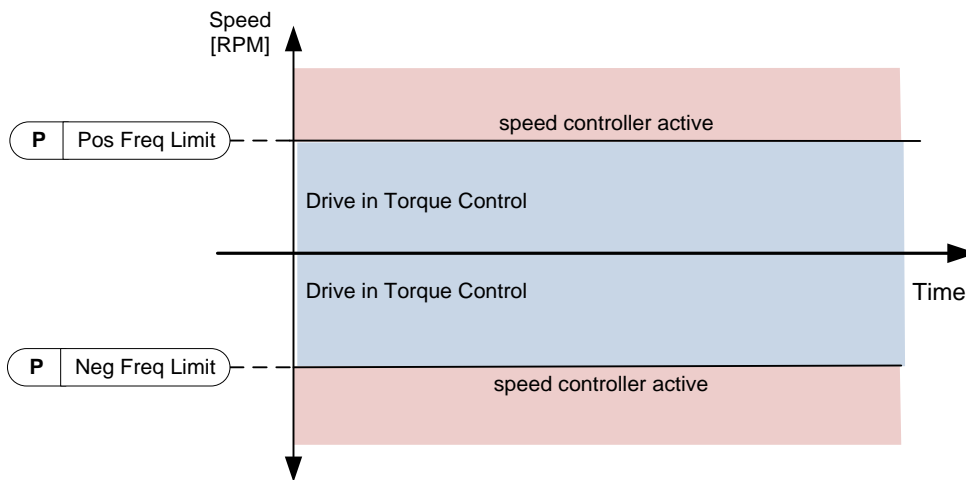 Speed
[RPM]
speed controller active
P Pos Freq Limit
Drive in Torque Control
Drive in Torque Control
Time
P Neg Freq Limit
speed controller active